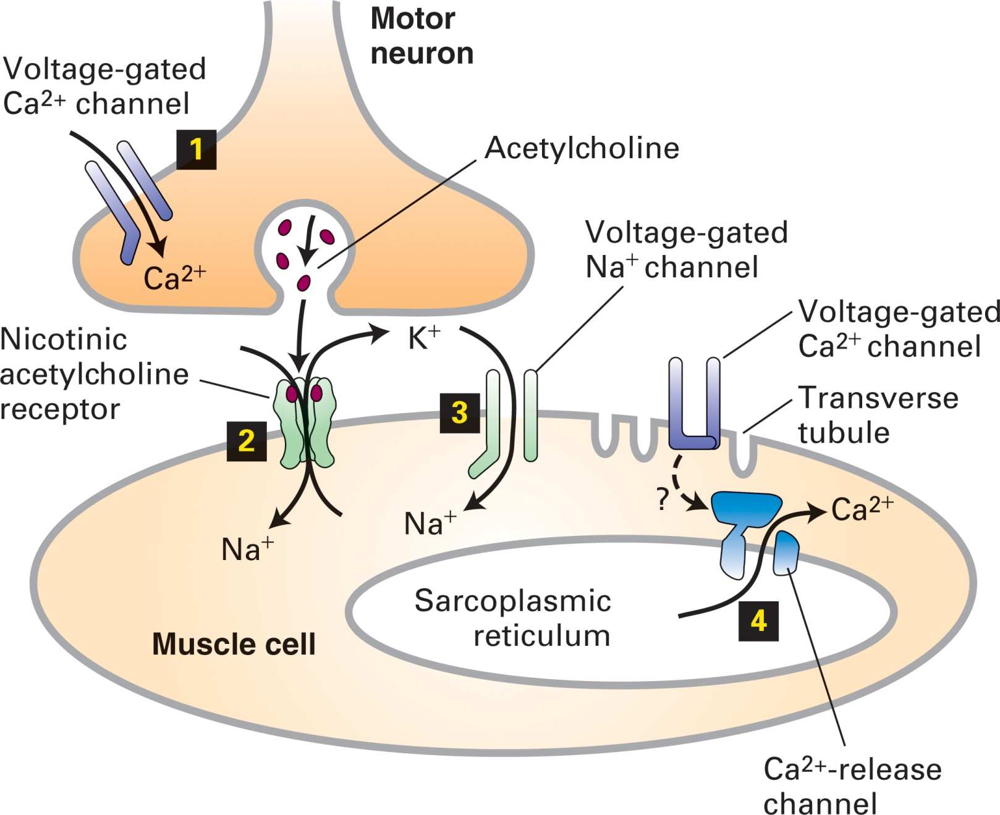 Motor
neuron
Voltage-gated
Ca2+ channel
1
Acetylcholine
Ca2+
Voltage-gated
Na+ channel
Voltage-gated
Ca2+ channel
Nicotinic
acetylcholine
receptor
K+
Transverse
tubule
2
3
?
Na+
Na+
Ca2+
Sarcoplasmic
reticulum
4
Muscle cell
Ca2+-release
channel